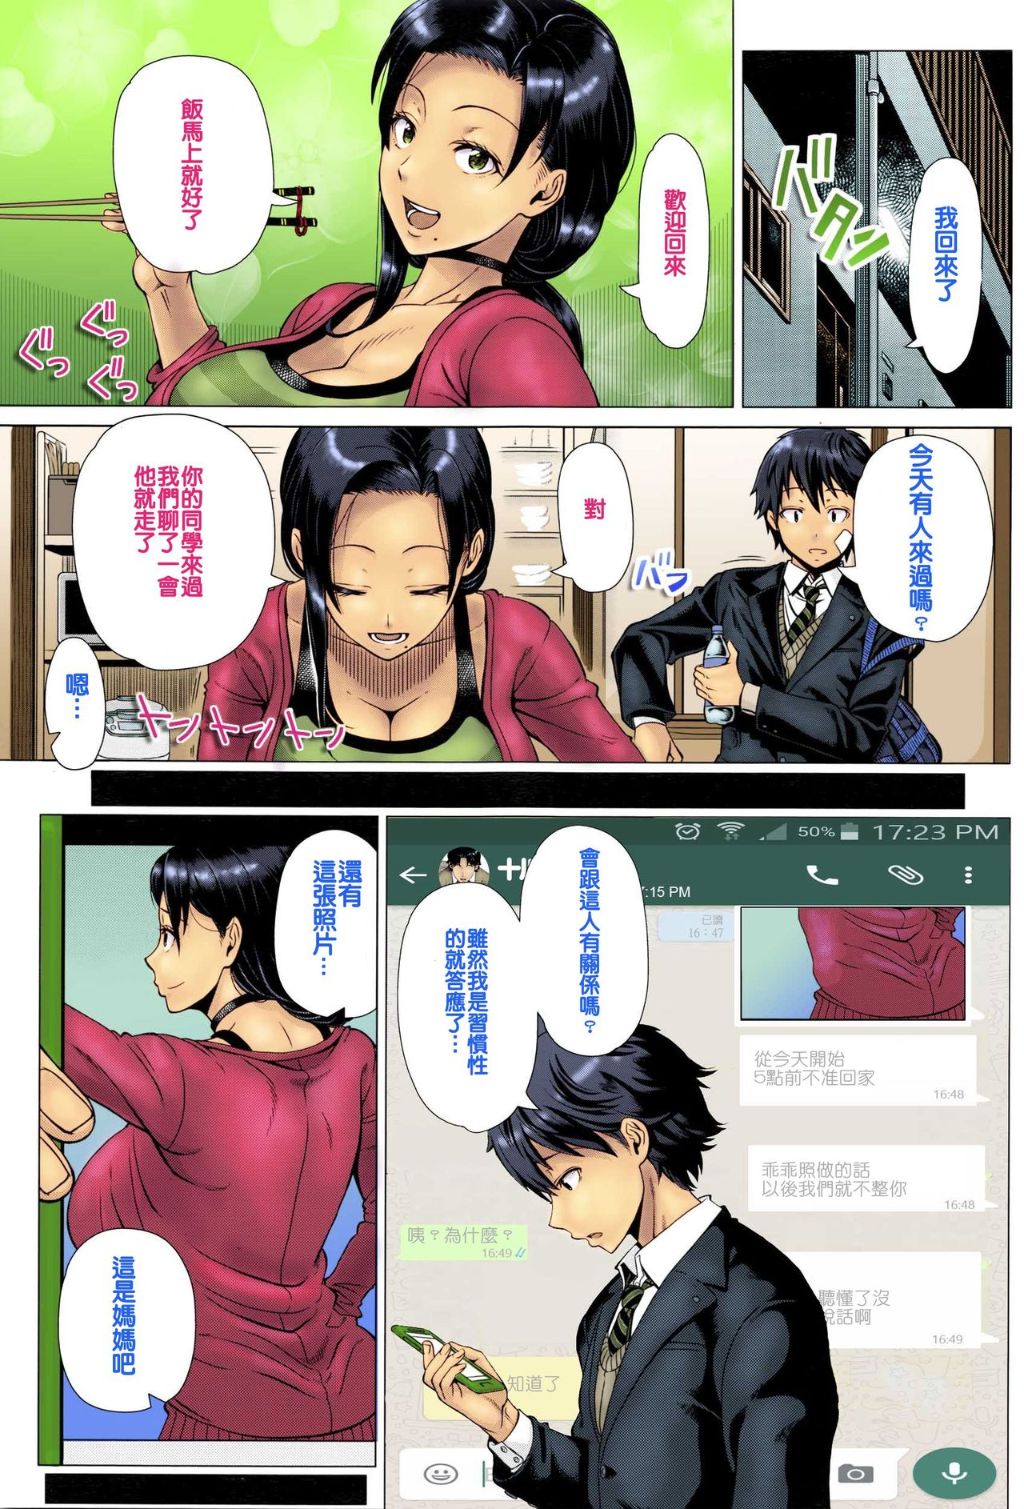 我回來了
バタン
歡迎回來
飯馬上就好了
ぐっ
ぐっ
ぐっ
今天有人來過嗎？
バフ
對
你的同學來過
我們聊了一會
他就走了
トントントン
嗯…
還有
這張照片…
這是媽媽吧
50%
17:23 PM
會跟這人有關係嗎？
雖然我是習慣性
的就答應了…
:15 PM
已讀
16：47
從今天開始
5點前不准回家
16:48
乖乖照做的話
以後我們就不整你
16:48
咦？為什麼？
16:49
聽懂了沒
說話啊
16:49
知道了